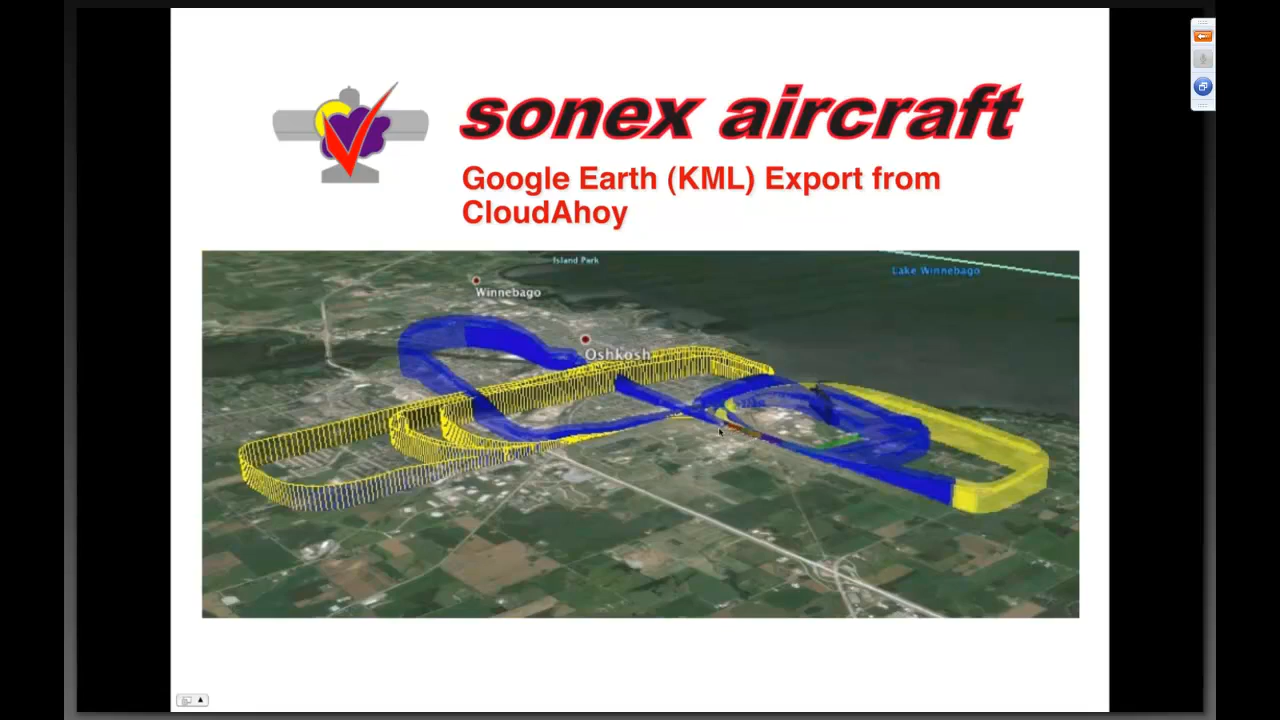 sonex aircraft
Google Earth (KML) Export from
CloudAhoy
Island Park
Lake Winnebago
Winnebago
Oshkosh